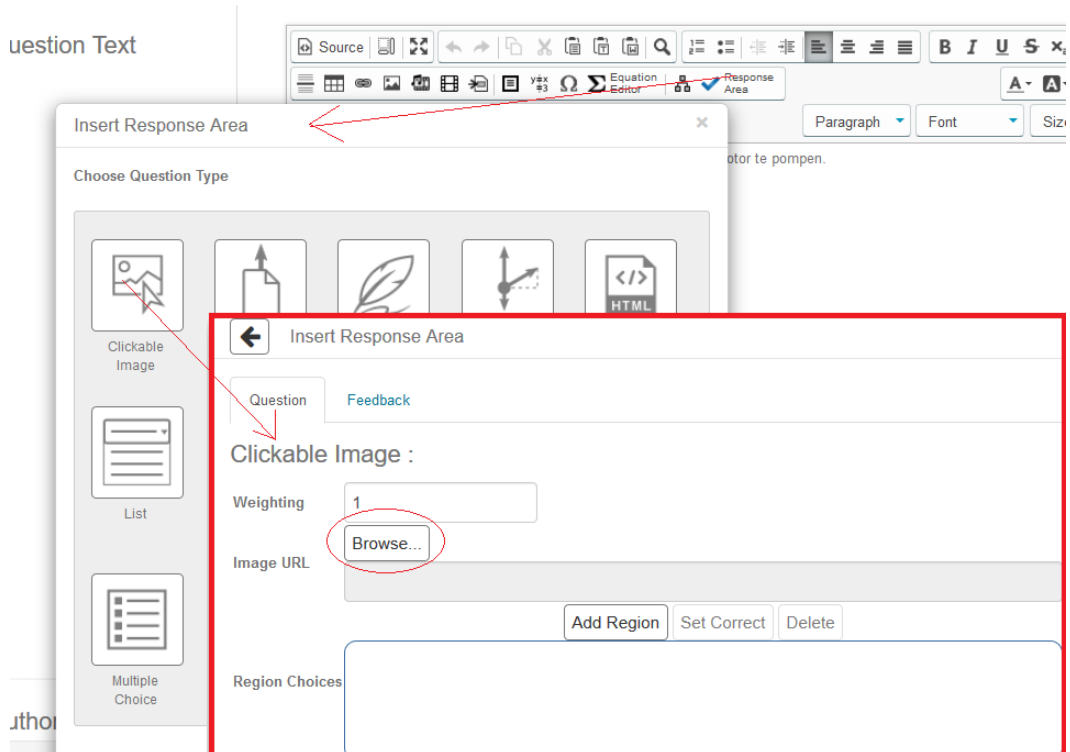 uestion Text
Source
Equation
Editor
Response
Area
Paragraph
Font
Size
otor te pompen.
Insert Response Area
Choose Question Type
Clickable
Image
HTML
List
Multiple
Choice
uthor
Insert Response Area
Question
Feedback
Clickable Image :
Weighting
1
Browse...
Image URL
Add Region
Set Correct
Delete
Region Choices